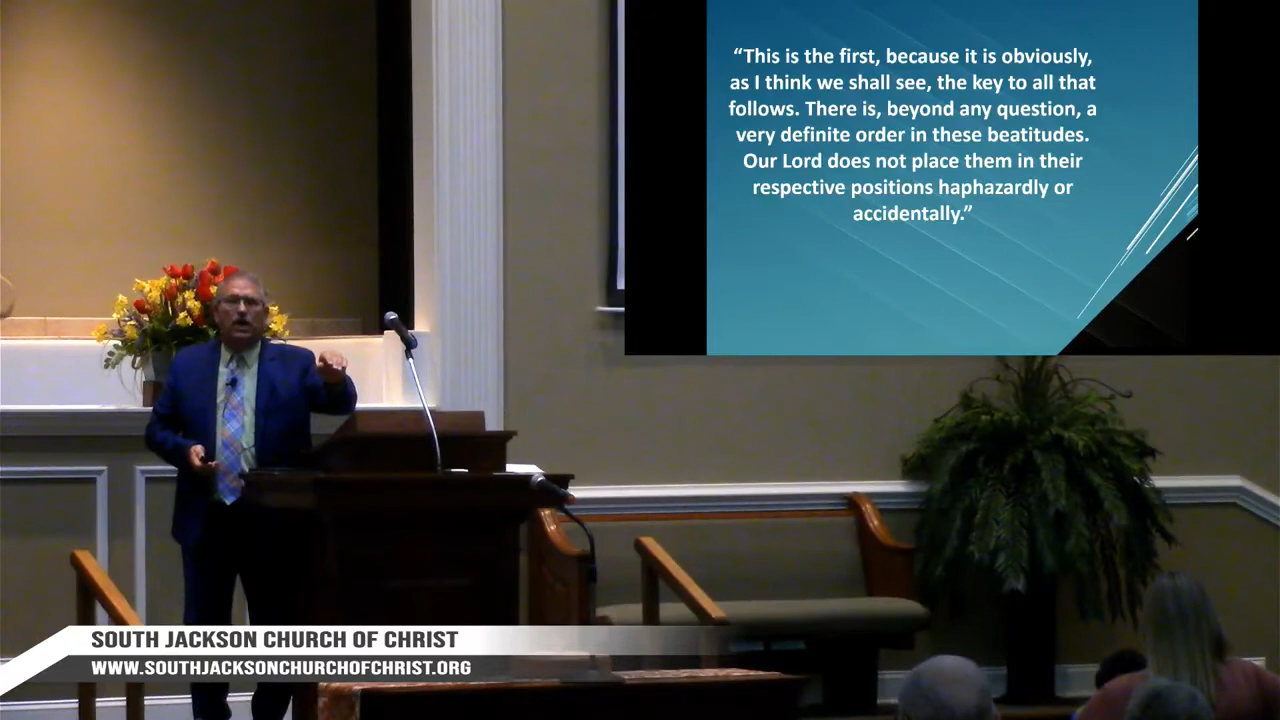 “This is the first, because it is obviously,
as I think we shall see, the key to all that
follows. There is, beyond any question, a
very definite order in these beatitudes.
Our Lord does not place them in their
respective positions haphazardly or
accidentally.”
SOUTH JACKSON CHURCH OF CHRIST
WWW.SOUTHJACKSONCHURCHOFCHRIST.ORG